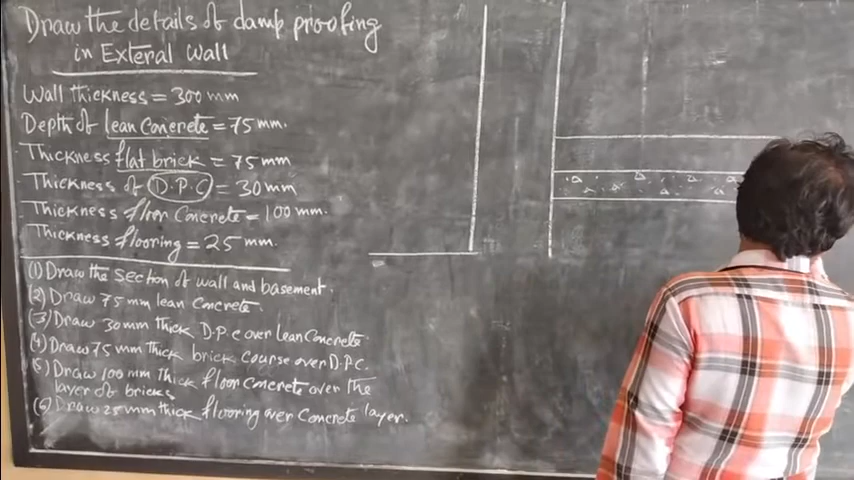 Draw the details of damp proofing
in Exteral Wall
Wall thickness = 300 mm
Depth of lean Concrete = 75 mm.
Thickness flat brick = 75 mm
Thickness of D.P.C = 30 mm
Thickness floor Concrete = 100 mm.
Thickness flooring = 25 mm.
(1) Draw the section of wall and basement.
(2) Draw 75 mm lean concrete.
(3) Draw 30 mm thick D.P.C over Lean Concrete.
(4) Draw 75 mm thick brick course over D.P.C.
(5) Draw 100 mm thick floor concrete over the
layer of bricks
(6) Draw 25 mm thick flooring over Concrete layer.